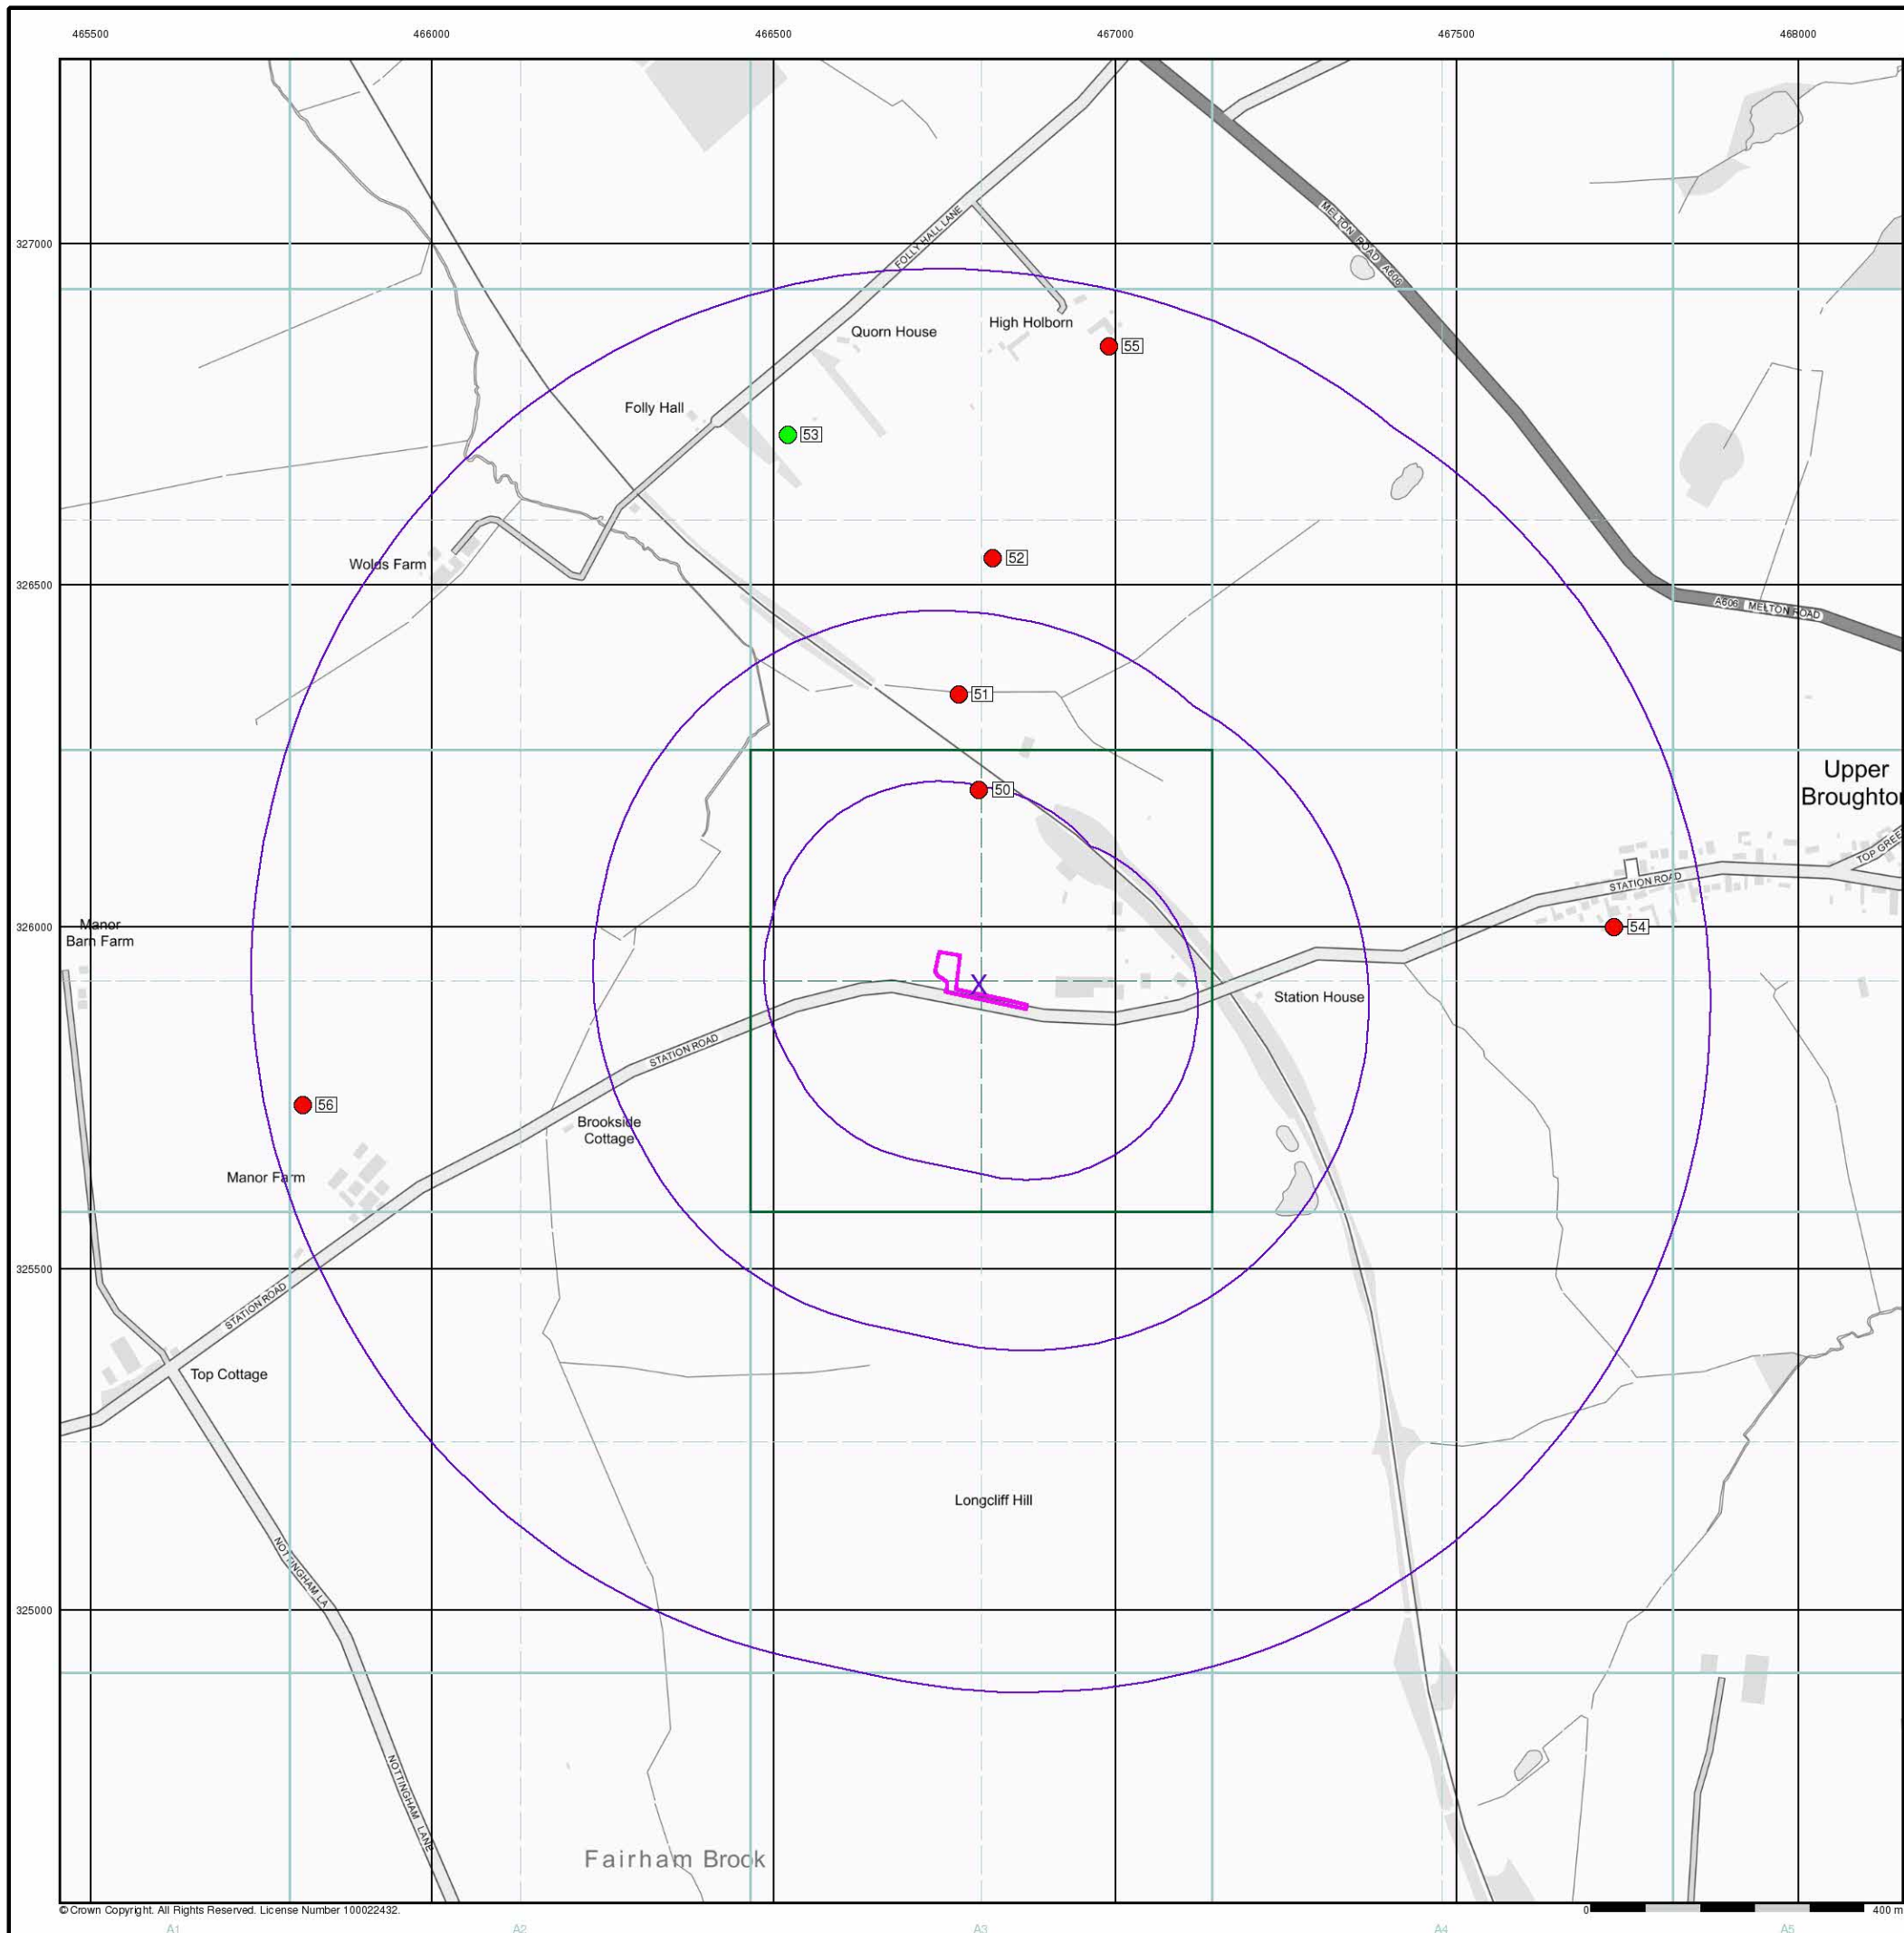 465500
466000
466500
467000
467500
468000
327000
FOLLY HALL LANE
MELTON ROAD A606
Quorn House
High Holborn
55
Folly Hall
53
52
Wolds Farm
326500
A606 MELTON ROAD
51
Upper
Broughton
50
TOP GREE
STATION ROAD
326000
Manor
Barn Farm
54
X
Station House
STATION ROAD
56
Brookside
Cottage
Manor Farm
325500
STATION ROAD
Top Cottage
Longcliff Hill
NOTTINGHAM LA
325000
NOTTINGHAM LANE
Fairham Brook
© Crown Copyright. All Rights Reserved. License Number 100022432.
0
400 m
A1
A2
A3
A4
A5